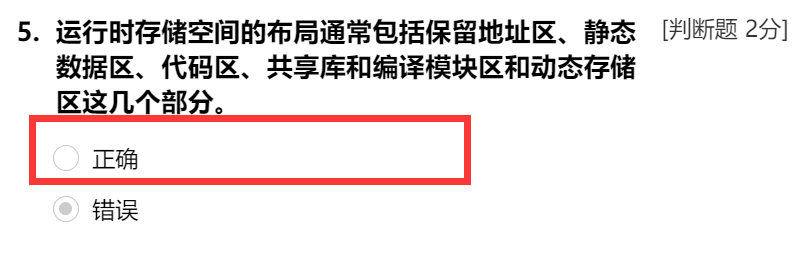 5. 运行时存储空间的布局通常包括保留地址区、静态 [判断题 2分]
数据区、代码区、共享库和编译模块区和动态存储
区这几个部分。
正确
错误